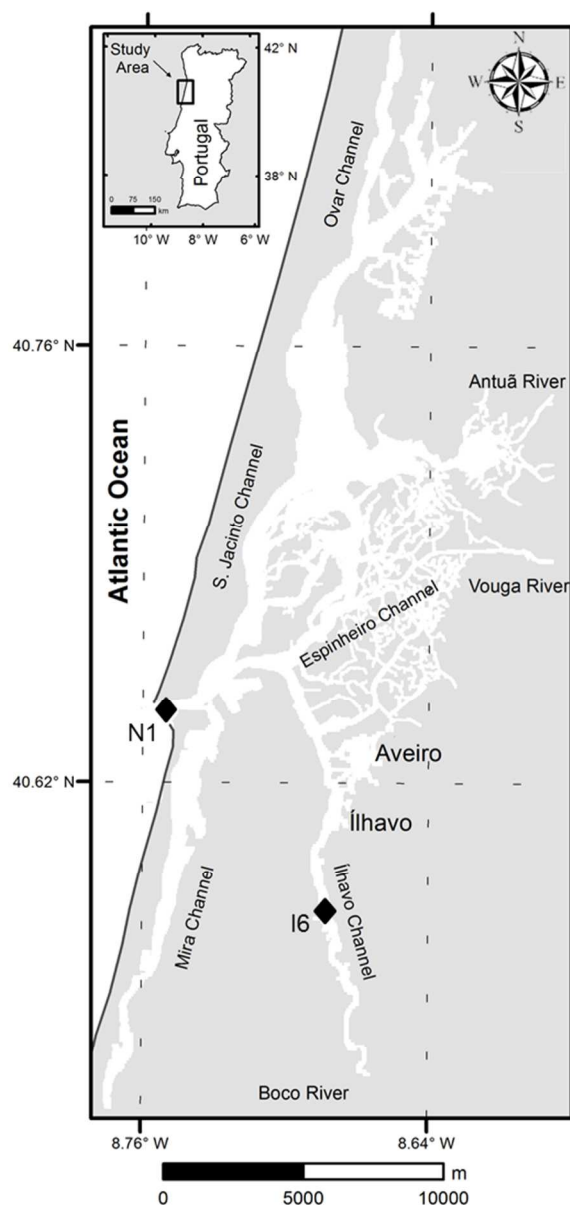 Study
Area
42° N
38° N
Portugal
0 75 150
km
10° W 8° W 6° W
N
W E
S
Ovar Channel
40.76° N
Antuã River
Atlantic Ocean
S. Jacinto Channel
Vouga River
Espinheiro Channel
N1
Aveiro
40.62° N
Ílhavo
Ílhavo Channel
I6
Mira Channel
Boco River
8.76° W 8.64° W
m
0 5000 10000